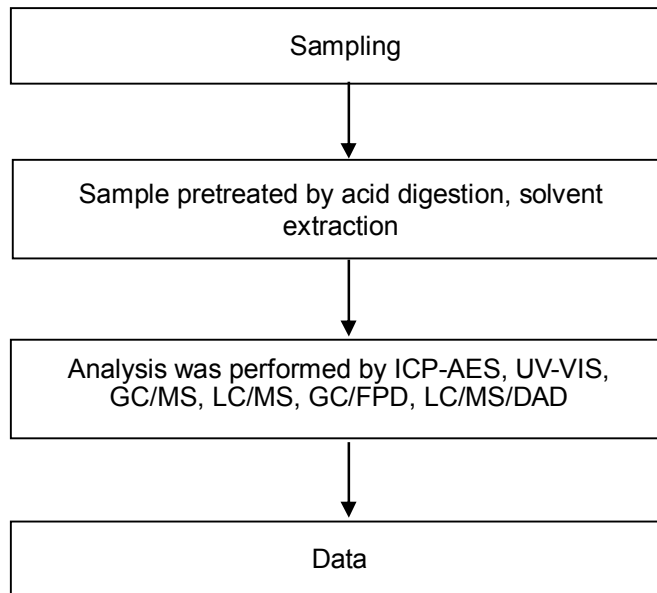 Sampling
Sample pretreated by acid digestion, solvent
extraction
Analysis was performed by ICP-AES, UV-VIS,
GC/MS, LC/MS, GC/FPD, LC/MS/DAD
Data